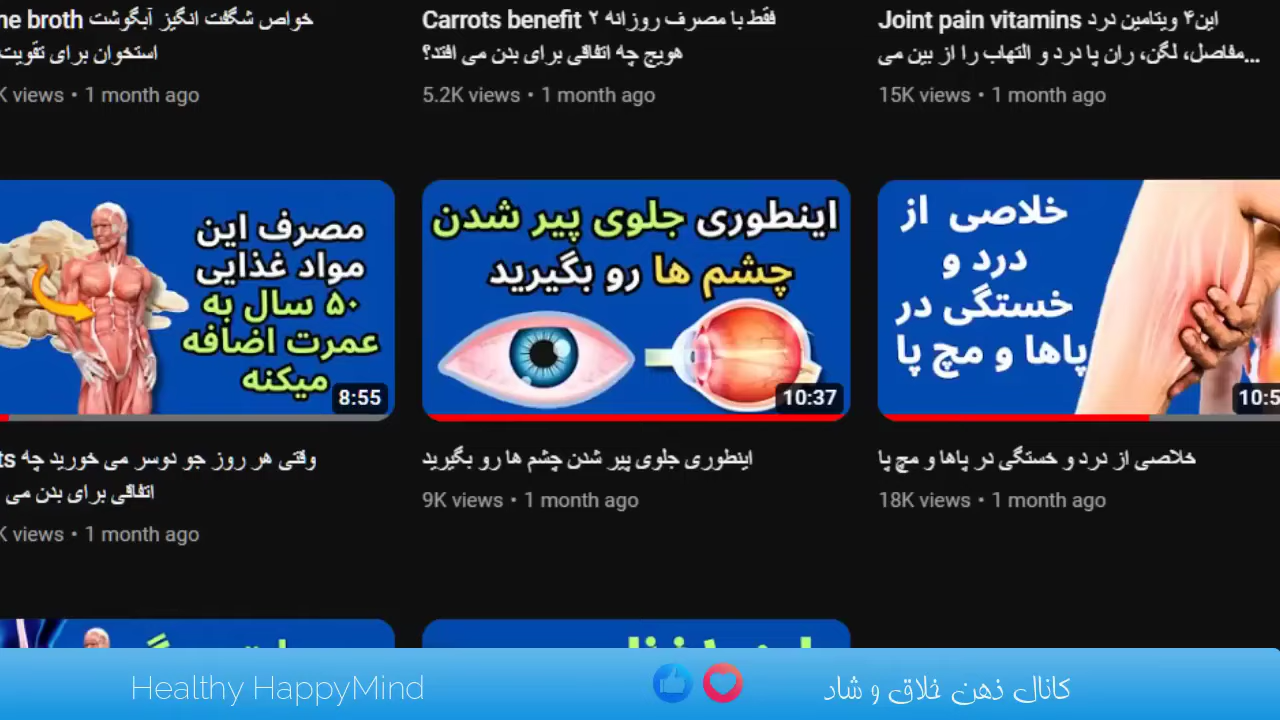 ne broth خواص شگفت انگیز آبگوشت
استخوان برای تقویت
K views • 1 month ago
Carrots benefit فقط با مصرف روزانه ۲
هویج چه اتفاقی برای بدن می افتد؟
5.2K views • 1 month ago
Joint pain vitamins این۴ ویتامین درد
مفاصل، لگن، ران پا درد و التهاب را از بین می...
15K views • 1 month ago
مصرف این
مواد غذایی
۵۰ سال به
عمرت اضافه
میکنه
8:55
اینطوری جلوی پیر شدن
چشم ها رو بگیرید
10:37
خلاصی از
درد و
خستگی در
پاها و مچ پا
10:5
ts وقتی هر روز جو دوسر می خورید چه
اتفاقی برای بدن می
K views • 1 month ago
اینطوری جلوی پیر شدن چشم ها رو بگیرید
9K views • 1 month ago
خلاصی از درد و خستگی در پاها و مچ پا
18K views • 1 month ago
Healthy HappyMind
کانال ذهن خلاق و شاد